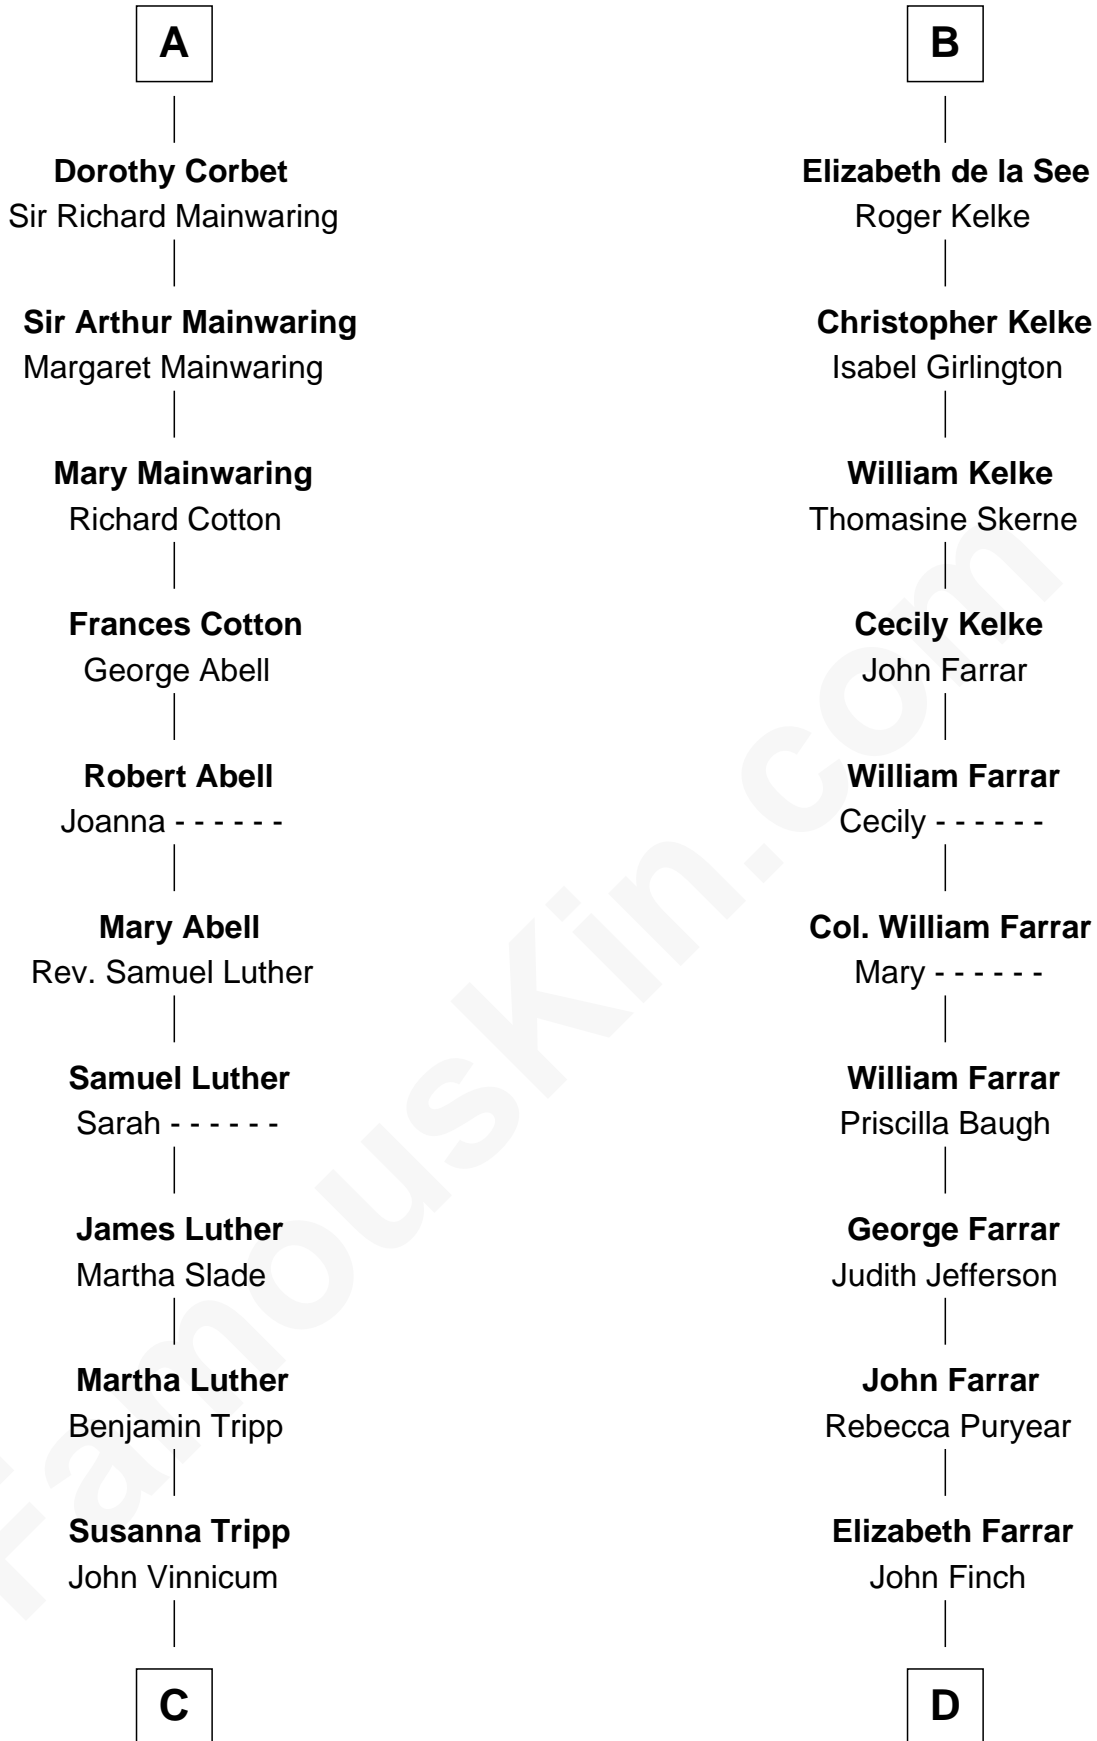 A
Dorothy Corbet
Sir Richard Mainwaring
Sir Arthur Mainwaring
Margaret Mainwaring
Mary Mainwaring
Richard Cotton
Frances Cotton
George Abell
Robert Abell
Joanna - - - - - -
Mary Abell
Rev. Samuel Luther
Samuel Luther
Sarah - - - - - -
James Luther
Martha Slade
Martha Luther
Benjamin Tripp
Susanna Tripp
John Vinnicum
C
B
Elizabeth de la See
Roger Kelke
Christopher Kelke
Isabel Girlington
William Kelke
Thomasine Skerne
Cecily Kelke
John Farrar
William Farrar
Cecily - - - - - -
Col. William Farrar
Mary - - - - - -
William Farrar
Priscilla Baugh
George Farrar
Judith Jefferson
John Farrar
Rebecca Puryear
Elizabeth Farrar
John Finch
D
FamousKin.com